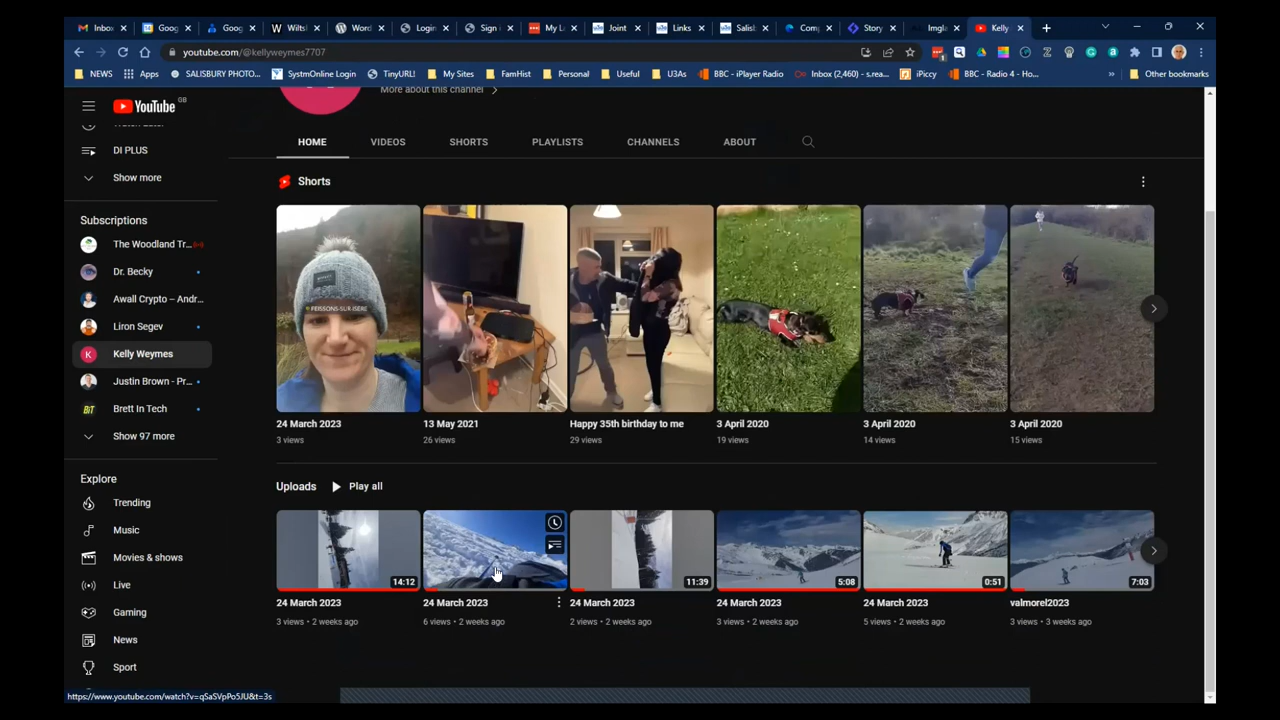 Inbox
Goog
Goog
Wilts
Word
Login
Sign i
My L
Joint
Links
Salis
Comp
Story
Imgla
Kelly
youtube.com/@kellyweymes7707
NEWS
Apps
SALISBURY PHOTO...
SystmOnline Login
TinyURL!
My Sites
FamHist
Personal
Useful
U3As
BBC - iPlayer Radio
Inbox (2,460) - s.rea...
iPiccy
BBC - Radio 4 - Ho...
»
Other bookmarks
YouTube GB
More about this channel
HOME
VIDEOS
SHORTS
PLAYLISTS
CHANNELS
ABOUT
DI PLUS
Show more
Subscriptions
The Woodland Tr...
Dr. Becky
Awall Crypto – Andr...
Liron Segev
K Kelly Weymes
Justin Brown - Pr...
BiT Brett In Tech
Show 97 more
Explore
Trending
Music
Movies & shows
Live
Gaming
News
Sport
Shorts
FEISSONS-SUR-ISERE
24 March 2023
3 views
13 May 2021
26 views
Happy 35th birthday to me
29 views
3 April 2020
19 views
3 April 2020
14 views
3 April 2020
15 views
Uploads
Play all
14:12
11:39
5:08
0:51
7:03
24 March 2023
3 views • 2 weeks ago
24 March 2023
6 views • 2 weeks ago
24 March 2023
2 views • 2 weeks ago
24 March 2023
3 views • 2 weeks ago
24 March 2023
5 views • 2 weeks ago
valmorel2023
3 views • 3 weeks ago
https://www.youtube.com/watch?v=qSaSVpPo5JU&t=3s